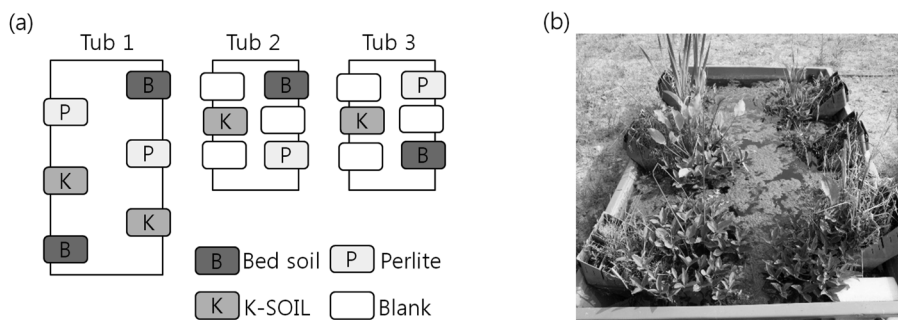 (a)
Tub 1
Tub 2
Tub 3
B
P
P
K
K
B
B
K
P
P
K
B
B Bed soil
P Perlite
K K-SOIL
Blank
(b)